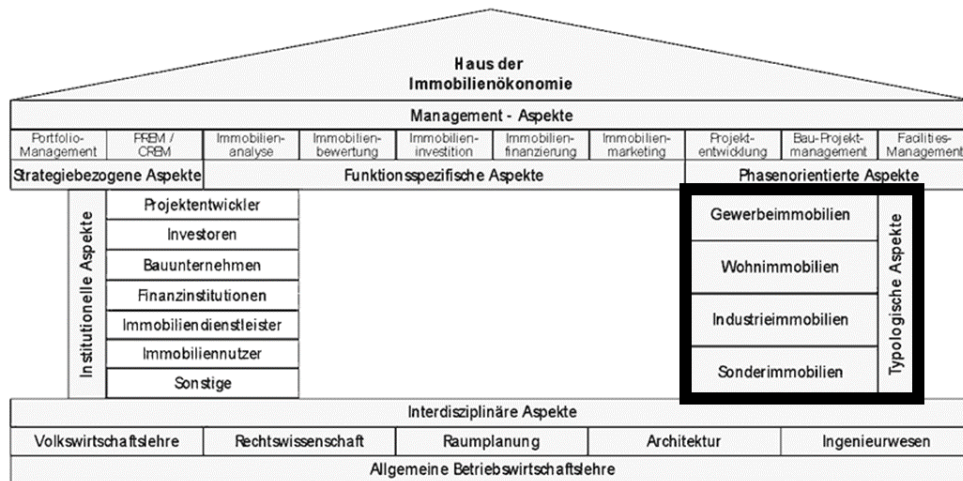 Haus der
Immobilienökonomie
Management - Aspekte
Portfolio-
Management
PREM /
CREM
Immobilien-
analyse
Immobilien-
bewertung
Immobilien-
investition
Immobilien-
finanzierung
Immobilien-
marketing
Projekt-
entwicklung
Bau-Projekt-
management
Facilities-
Management
Strategiebezogene Aspekte
Funktionsspezifische Aspekte
Phasenorientierte Aspekte
Institutionelle Aspekte
Projektentwickler
Investoren
Bauunternehmen
Finanzinstitutionen
Immobiliendienstleister
Immobiliennutzer
Sonstige
Gewerbeimmobilien
Wohnimmobilien
Industrieimmobilien
Sonderimmobilien
Typologische Aspekte
Interdisziplinäre Aspekte
Volkswirtschaftslehre
Rechtswissenschaft
Raumplanung
Architektur
Ingenieurwesen
Allgemeine Betriebswirtschaftslehre